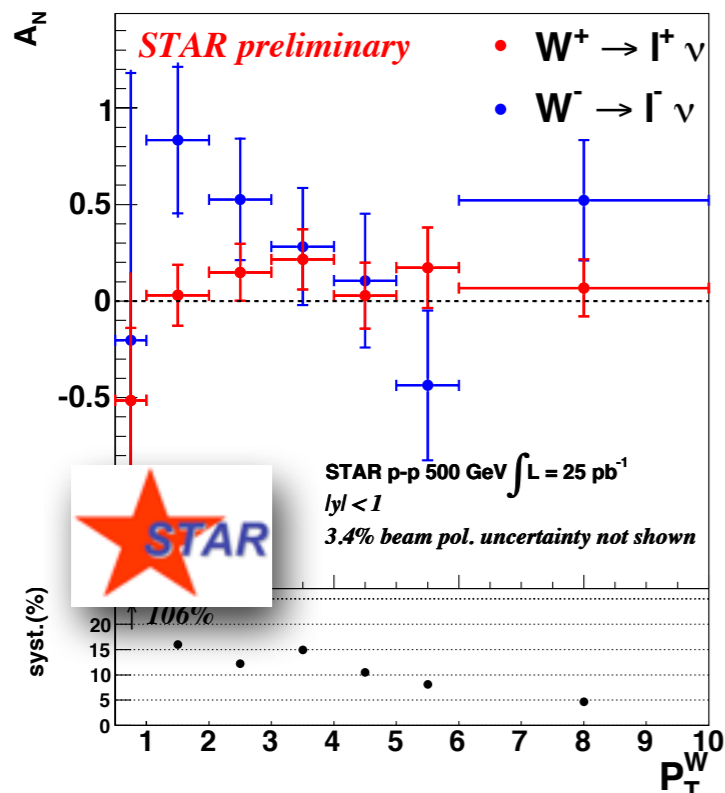 A_N
STAR preliminary
W⁺ → l⁺ ν
W⁻ → l⁻ ν
1
0.5
0
-0.5
STAR p-p 500 GeV ∫L = 25 pb⁻¹
|y| < 1
3.4% beam pol. uncertainty not shown
STAR
syst.(%)
↑ 106%
20
15
10
5
0
1 2 3 4 5 6 7 8 9 10
P_T^W